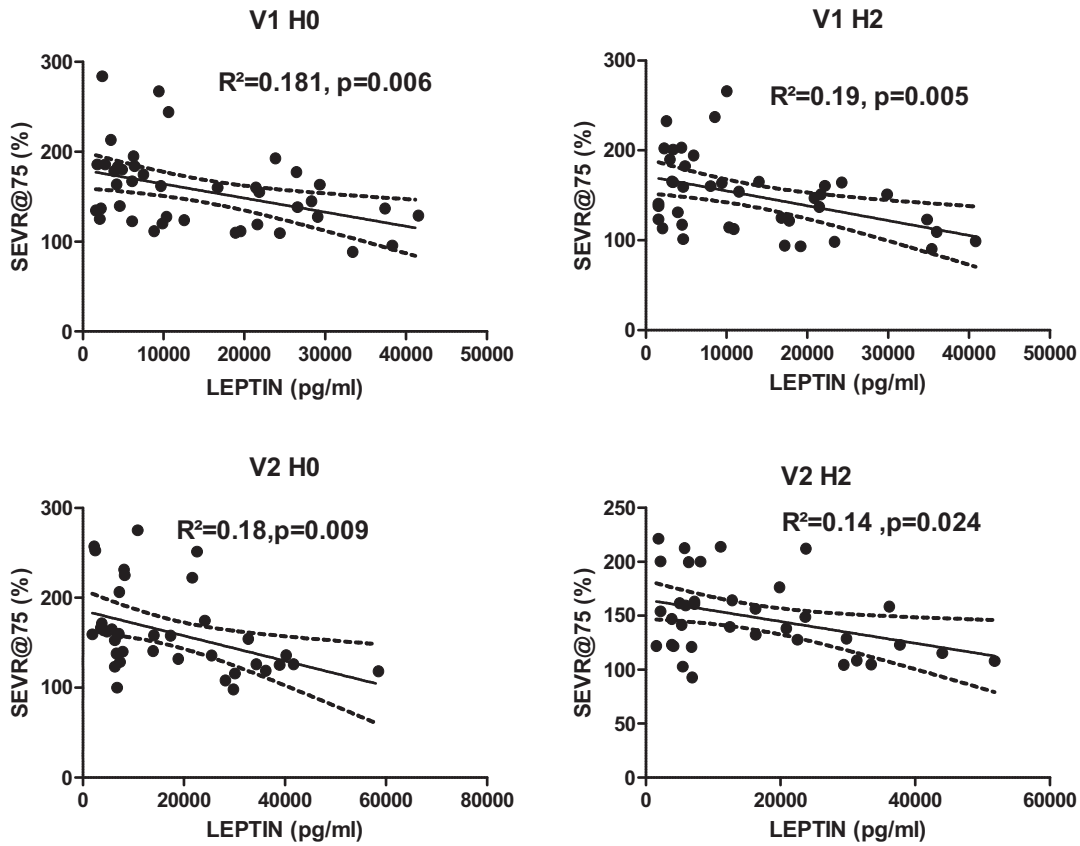 V1 H0
R²=0.181, p=0.006
SEVR@75 (%)
300
200
100
0
0 10000 20000 30000 40000 50000
LEPTIN (pg/ml)
V1 H2
R²=0.19, p=0.005
SEVR@75 (%)
300
200
100
0
0 10000 20000 30000 40000 50000
LEPTIN (pg/ml)
V2 H0
R²=0.18,p=0.009
SEVR@75 (%)
300
200
100
0
0 20000 40000 60000 80000
LEPTIN (pg/ml)
V2 H2
R²=0.14 ,p=0.024
SEVR@75 (%)
250
200
150
100
50
0
0 20000 40000 60000
LEPTIN (pg/ml)